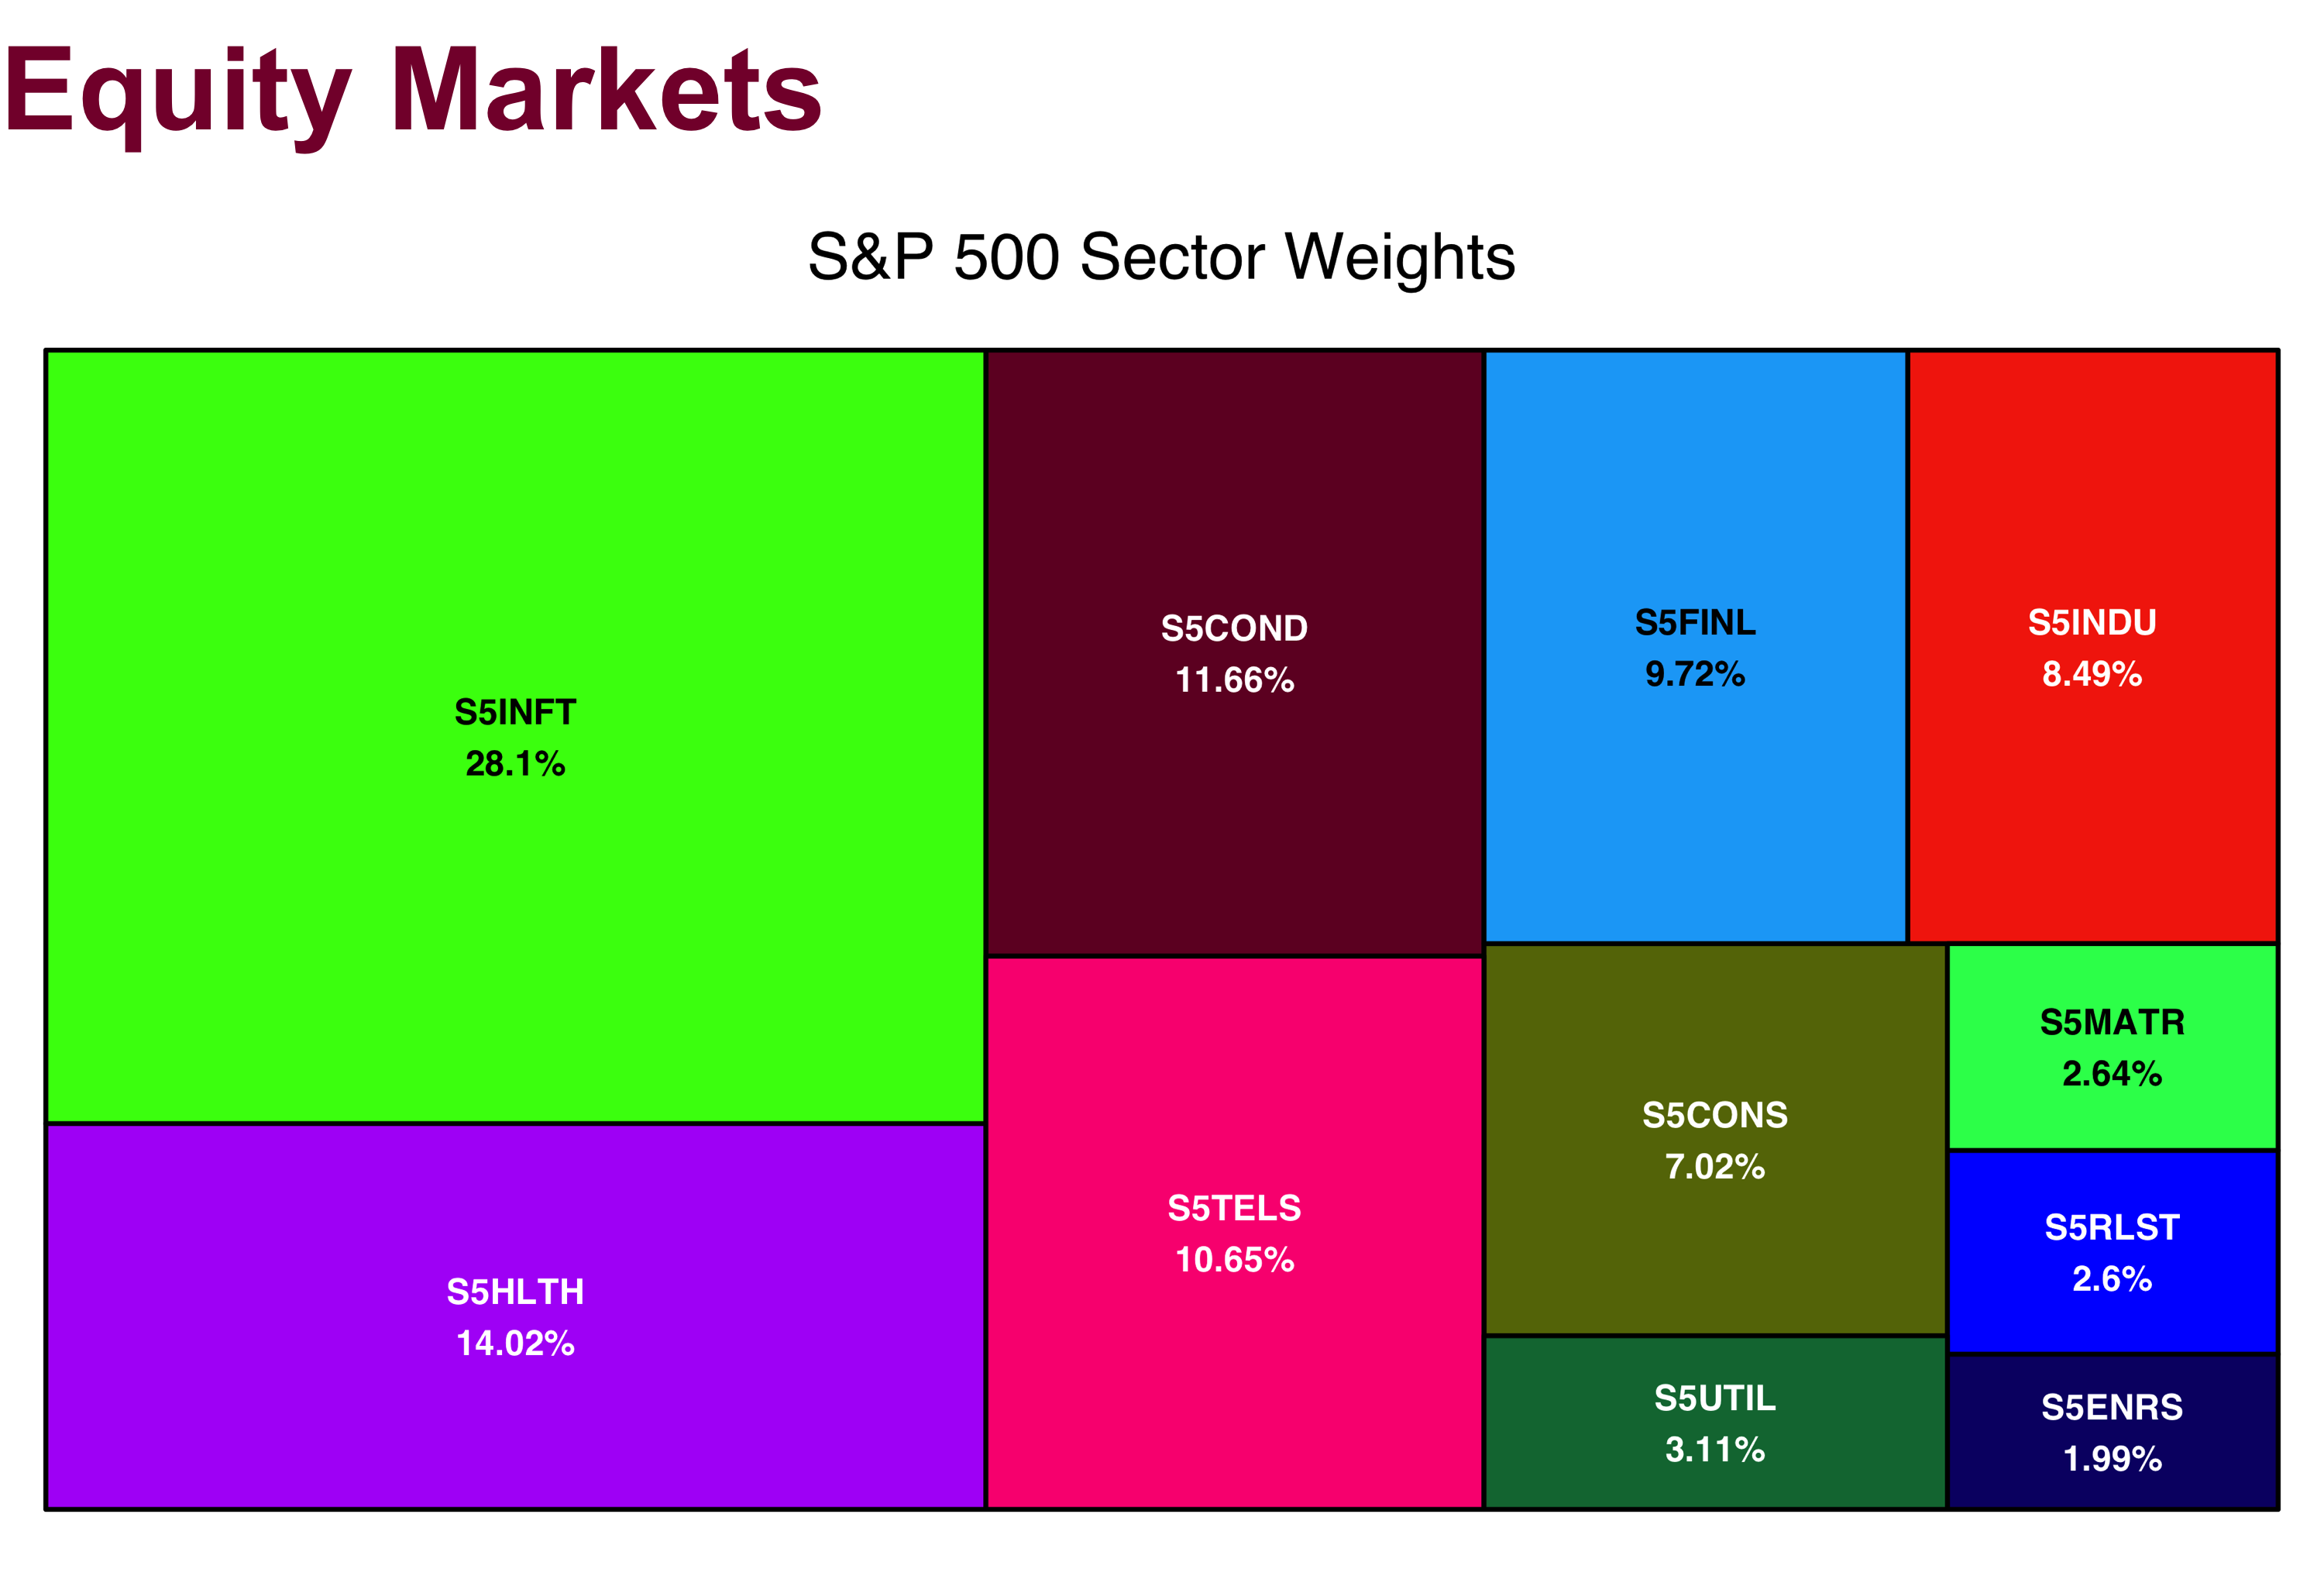 Equity Markets
S&P 500 Sector Weights
S5INFT
28.1%
S5HLTH
14.02%
S5COND
11.66%
S5TELS
10.65%
S5FINL
9.72%
S5INDU
8.49%
S5CONS
7.02%
S5UTIL
3.11%
S5MATR
2.64%
S5RLST
2.6%
S5ENRS
1.99%